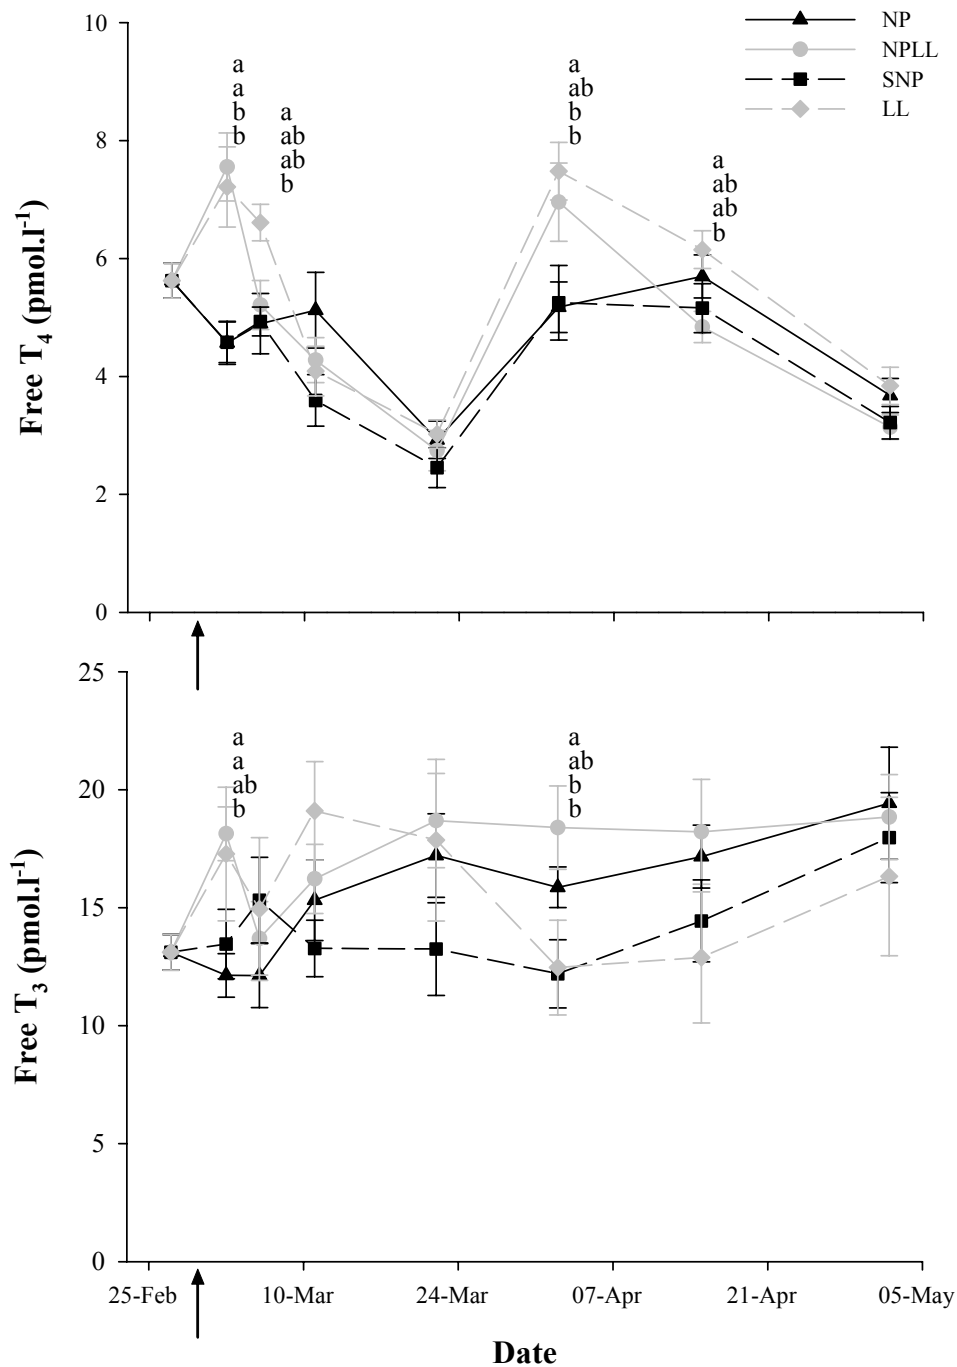 NP
NPLL
SNP
LL
10
8
6
4
2
0
Free T4 (pmol.l-1)
a
a
b
b
a
ab
ab
b
a
ab
b
b
a
ab
ab
b
25
20
15
10
5
0
Free T3 (pmol.l-1)
a
a
ab
b
a
ab
b
b
25-Feb 10-Mar 24-Mar 07-Apr 21-Apr 05-May
Date